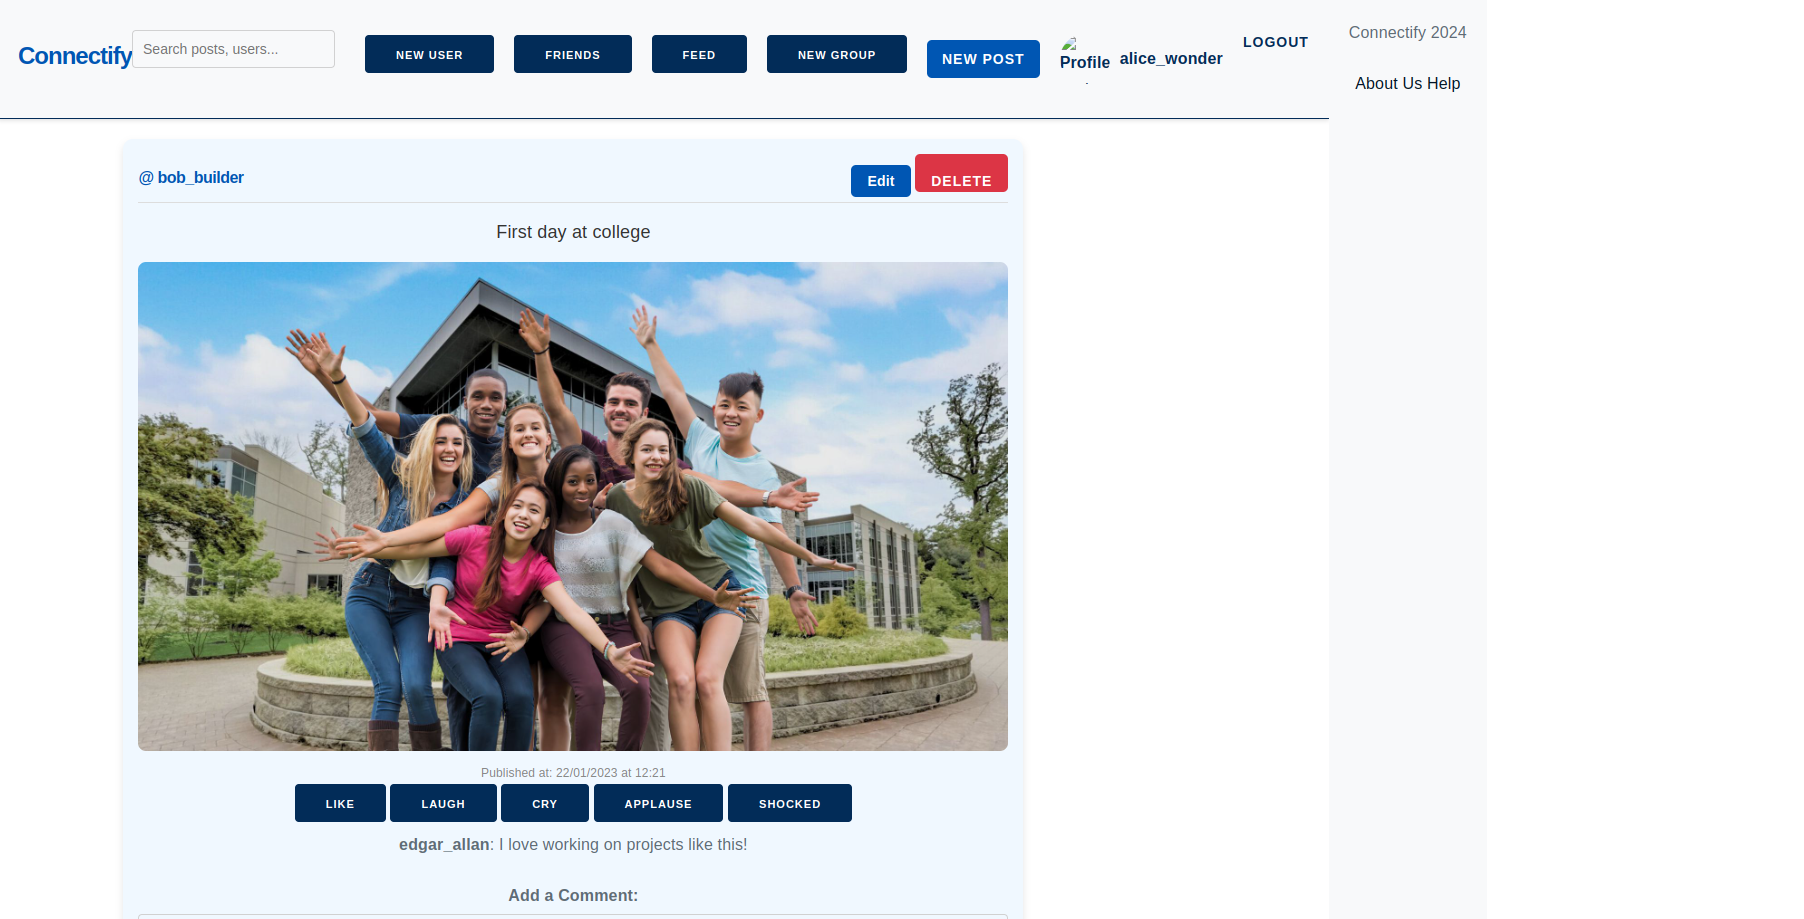 Connectify
Search posts, users...
NEW USER
FRIENDS
FEED
NEW GROUP
NEW POST
Profile
alice_wonder
LOGOUT
Connectify 2024
About Us Help
@ bob_builder
Edit
DELETE
First day at college
Published at: 22/01/2023 at 12:21
LIKE
LAUGH
CRY
APPLAUSE
SHOCKED
edgar_allan: I love working on projects like this!
Add a Comment: